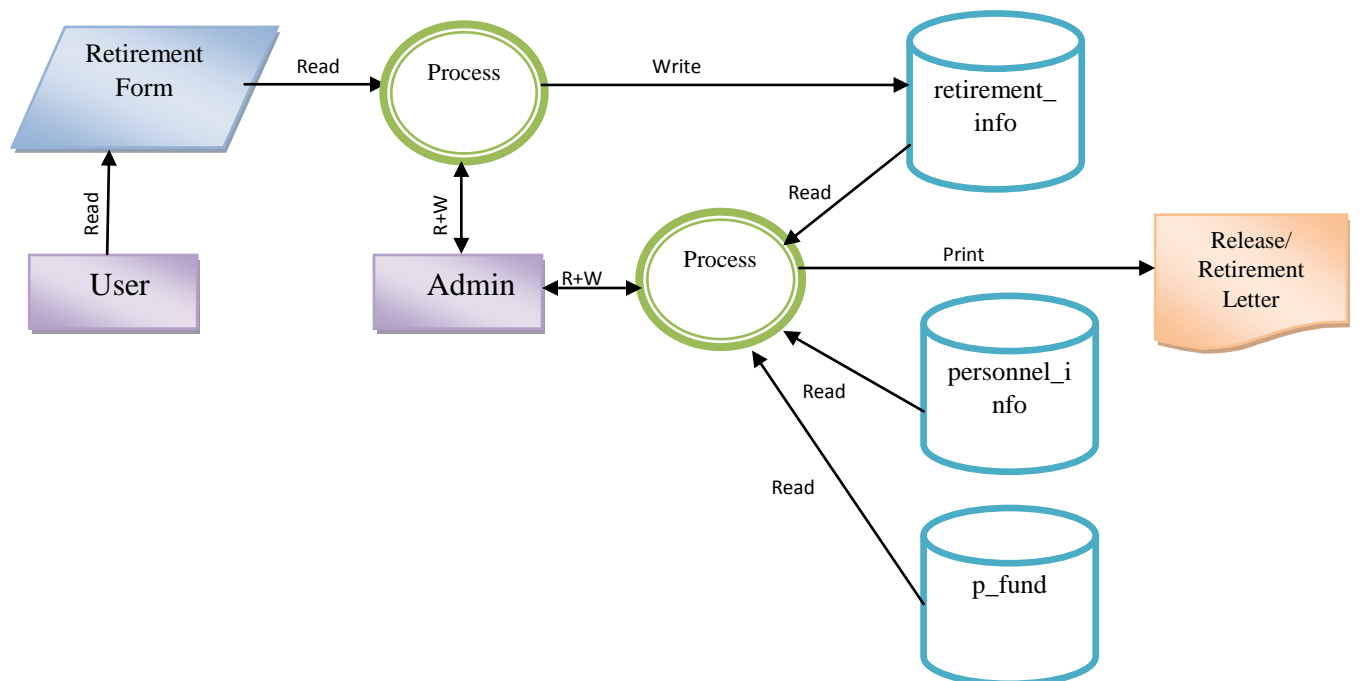 Retirement
Form
Read
Process
Write
retirement_
info
Read
R+W
Read
User
Admin
R+W
Process
Print
Release/
Retirement
Letter
Read
personnel_i
nfo
Read
p_fund